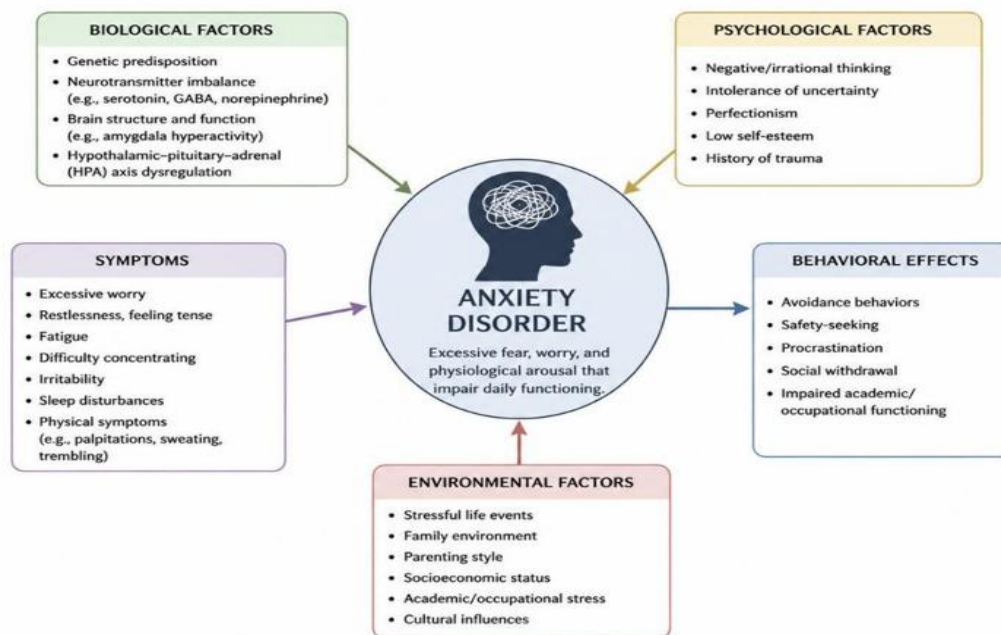 BIOLOGICAL FACTORS
• Genetic predisposition
• Neurotransmitter imbalance
(e.g., serotonin, GABA, norepinephrine)
• Brain structure and function
(e.g., amygdala hyperactivity)
• Hypothalamic–pituitary–adrenal
(HPA) axis dysregulation
PSYCHOLOGICAL FACTORS
• Negative/irrational thinking
• Intolerance of uncertainty
• Perfectionism
• Low self-esteem
• History of trauma
SYMPTOMS
• Excessive worry
• Restlessness, feeling tense
• Fatigue
• Difficulty concentrating
• Irritability
• Sleep disturbances
• Physical symptoms
(e.g., palpitations, sweating,
trembling)
ANXIETY
DISORDER
Excessive fear, worry, and
physiological arousal that
impair daily functioning.
BEHAVIORAL EFFECTS
• Avoidance behaviors
• Safety-seeking
• Procrastination
• Social withdrawal
• Impaired academic/
occupational functioning
ENVIRONMENTAL FACTORS
• Stressful life events
• Family environment
• Parenting style
• Socioeconomic status
• Academic/occupational stress
• Cultural influences